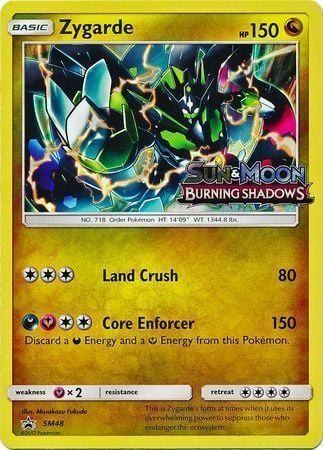 BASIC Zygarde HP 150
SUN & MOON
BURNING SHADOWS
NO. 718 Order Pokémon HT: 14'09" WT: 1344.8 lbs.
Land Crush 80
Core Enforcer 150
Discard a Energy and a Energy from this Pokémon.
weakness × 2 resistance retreat
Illus. Masakazu Fukuda
SM48
©2017 Pokémon
This is Zygarde's form at times when it uses its
overwhelming power to suppress those who
endanger the ecosystem.